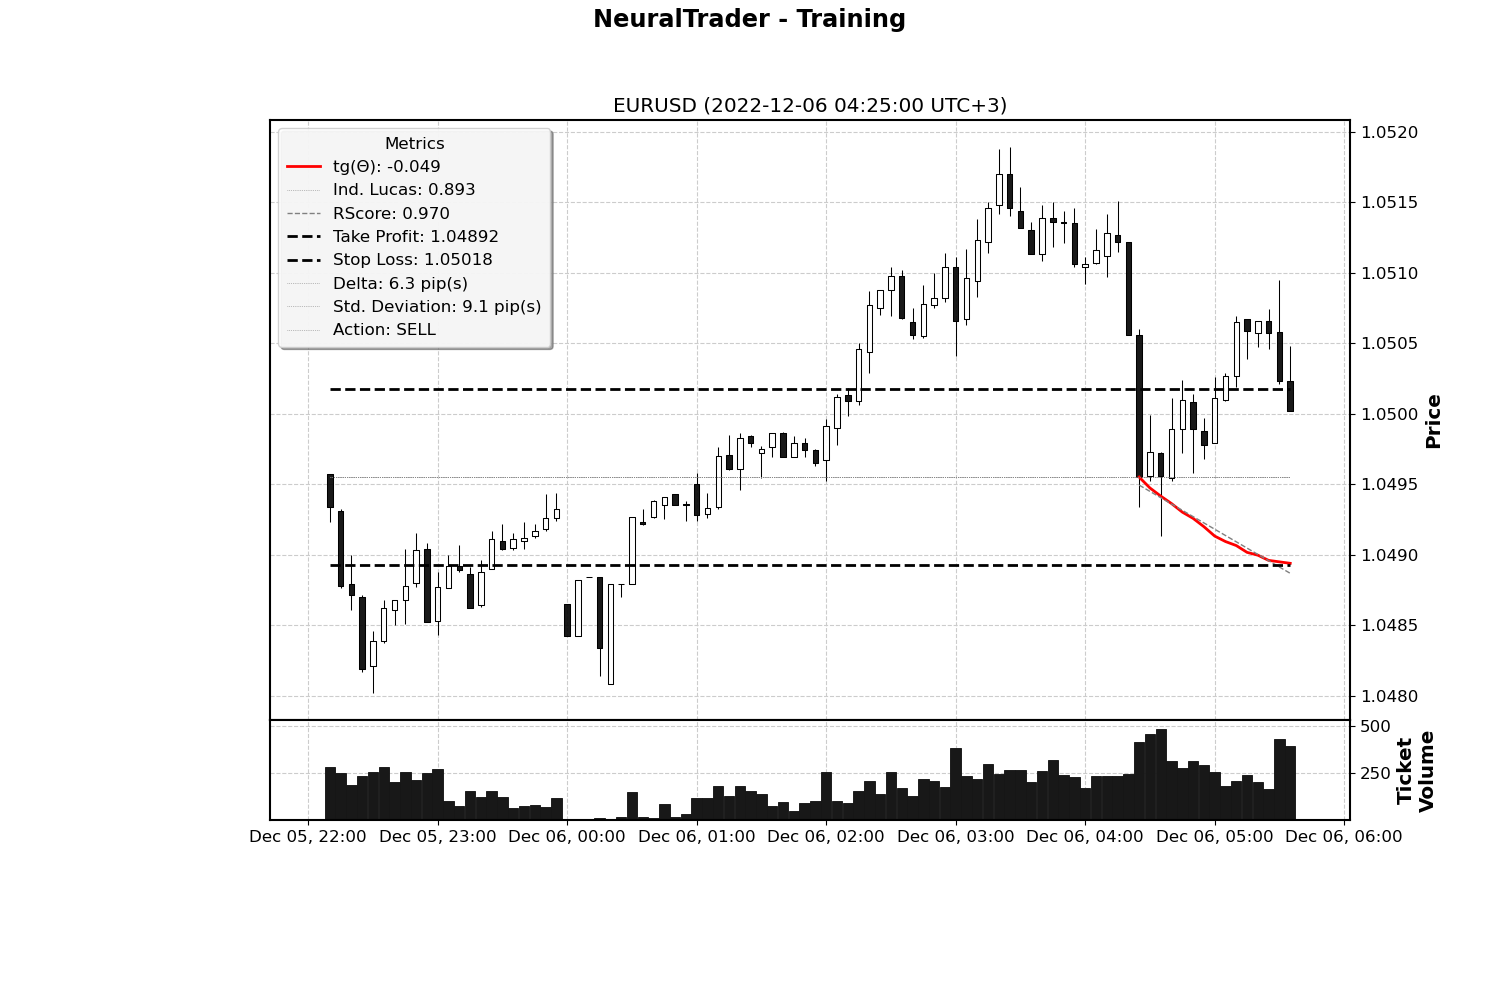 NeuralTrader - Training
EURUSD (2022-12-06 04:25:00 UTC+3)
Metrics
tg(Θ): -0.049
Ind. Lucas: 0.893
RScore: 0.970
Take Profit: 1.04892
Stop Loss: 1.05018
Delta: 6.3 pip(s)
Std. Deviation: 9.1 pip(s)
Action: SELL
1.0520
1.0515
1.0510
1.0505
1.0500
1.0495
1.0490
1.0485
1.0480
Price
500
250
Ticket
Volume
Dec 05, 22:00 Dec 05, 23:00 Dec 06, 00:00 Dec 06, 01:00 Dec 06, 02:00 Dec 06, 03:00 Dec 06, 04:00 Dec 06, 05:00 Dec 06, 06:00